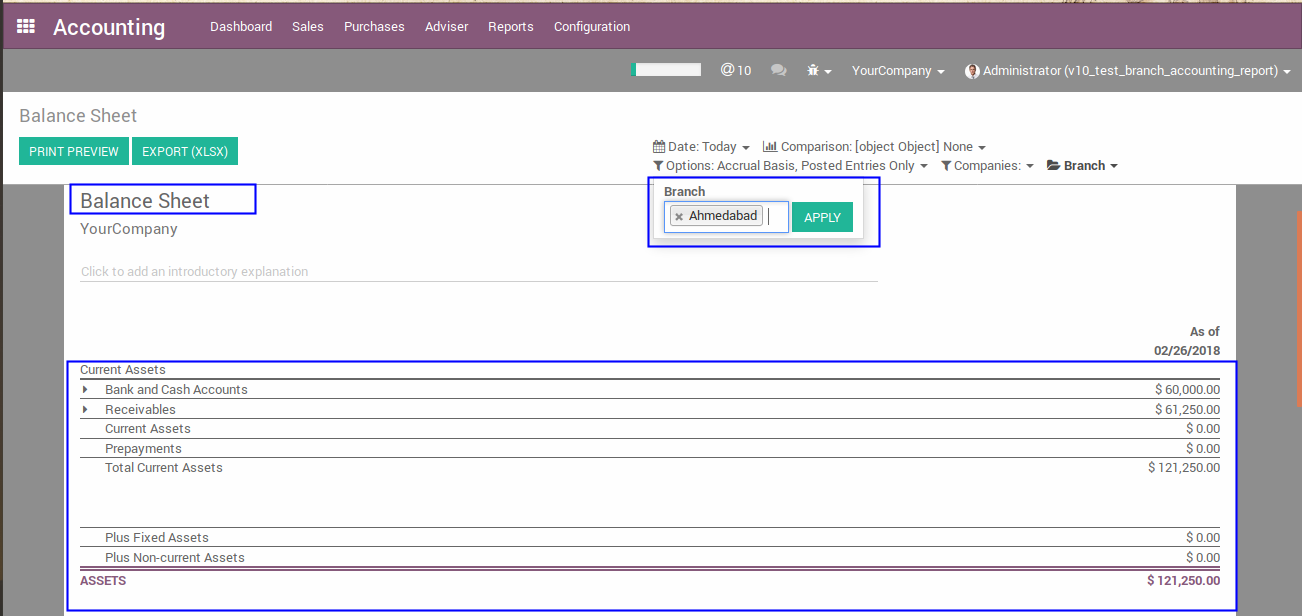 Accounting Dashboard Sales Purchases Adviser Reports Configuration
@ 10 YourCompany Administrator (v10_test_branch_accounting_report)
Balance Sheet
PRINT PREVIEW EXPORT (XLSX)
Date: Today Comparison: [object Object] None
Options: Accrual Basis, Posted Entries Only Companies: Branch
Branch
× Ahmedabad APPLY
Balance Sheet
YourCompany
Click to add an introductory explanation
As of
02/26/2018
Current Assets
Bank and Cash Accounts $ 60,000.00
Receivables $ 61,250.00
Current Assets $ 0.00
Prepayments $ 0.00
Total Current Assets $ 121,250.00
Plus Fixed Assets $ 0.00
Plus Non-current Assets $ 0.00
ASSETS $ 121,250.00